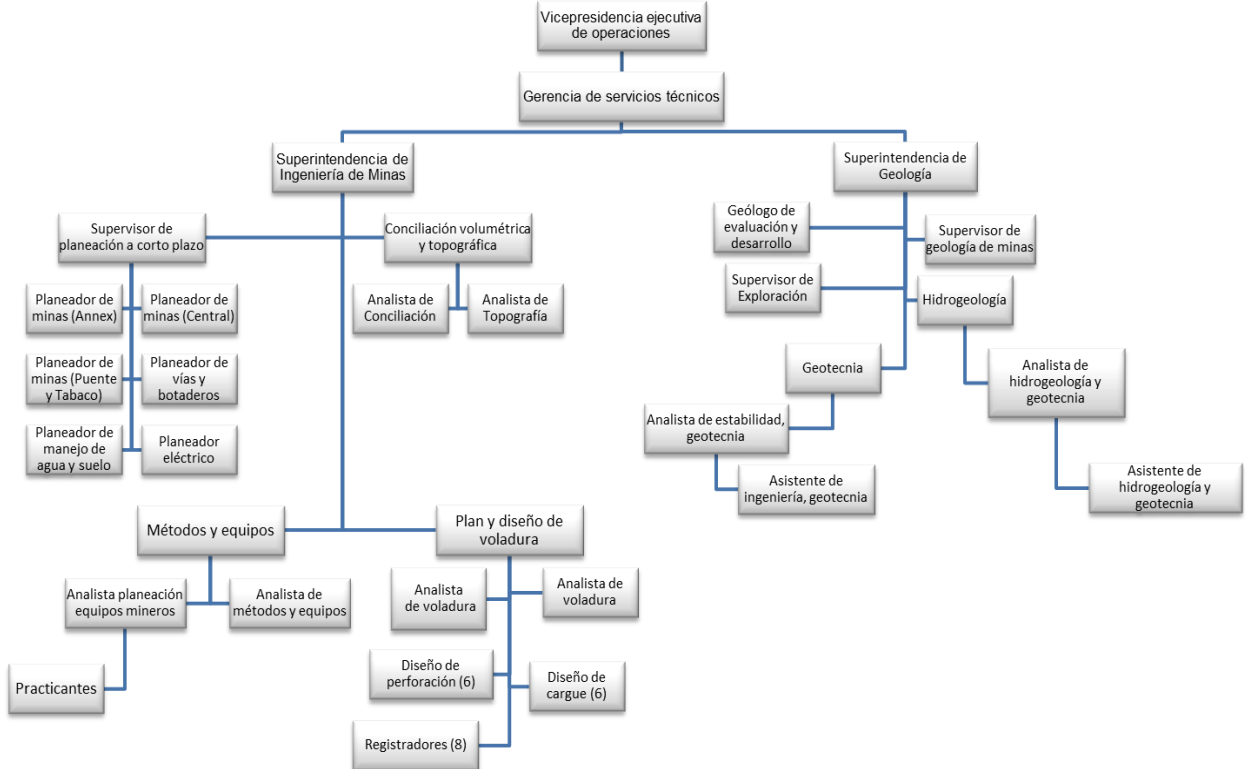 Vicepresidencia ejecutiva
de operaciones
Gerencia de servicios técnicos
Superintendencia de
Ingeniería de Minas
Superintendencia de
Geología
Supervisor de
planeación a corto plazo
Conciliación volumétrica
y topográfica
Geólogo de
evaluación y
desarrollo
Supervisor de
geología de minas
Planeador de
minas (Annex)
Planeador de
minas (Central)
Analista de
Conciliación
Analista de
Topografía
Supervisor de
Exploración
Hidrogeología
Planeador de
minas (Puente
y Tabaco)
Planeador de
vías y
botaderos
Geotecnia
Analista de
hidrogeología y
geotecnia
Planeador de
manejo de
agua y suelo
Planeador
eléctrico
Analista de estabilidad,
geotecnia
Asistente de
ingeniería, geotecnia
Asistente de
hidrogeología y
geotecnia
Métodos y equipos
Plan y diseño de
voladura
Analista planeación
equipos mineros
Analista de
métodos y equipos
Analista
de voladura
Analista de
voladura
Practicantes
Diseño de
perforación (6)
Diseño de
cargue (6)
Registradores (8)